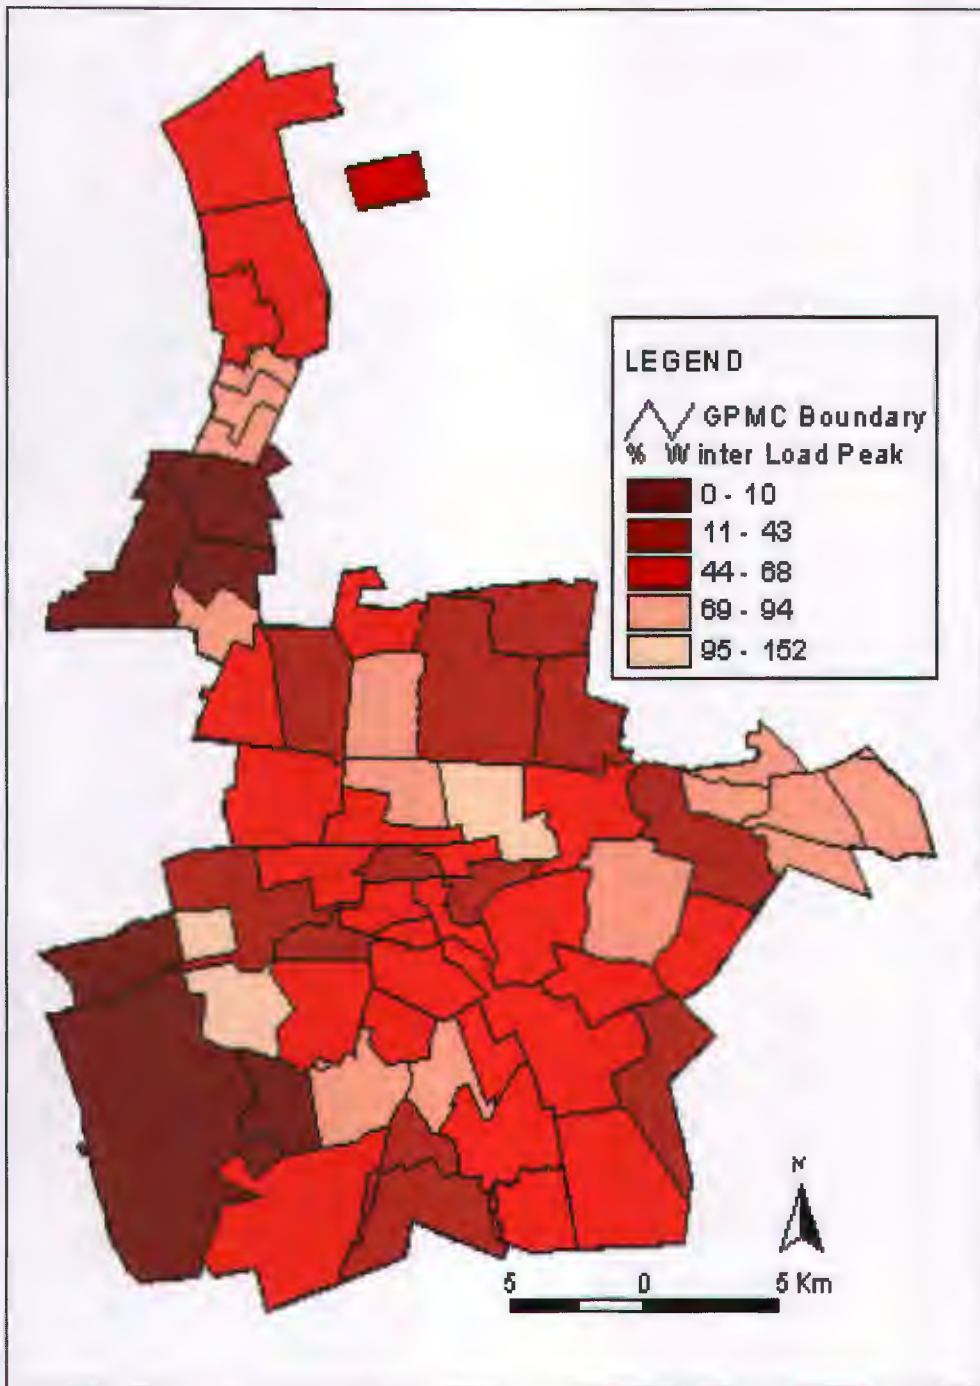 LEGEND
GPMC Boundary
% Winter Load Peak
0 - 10
11 - 43
44 - 68
69 - 94
95 - 152
N
5 0 5 Km